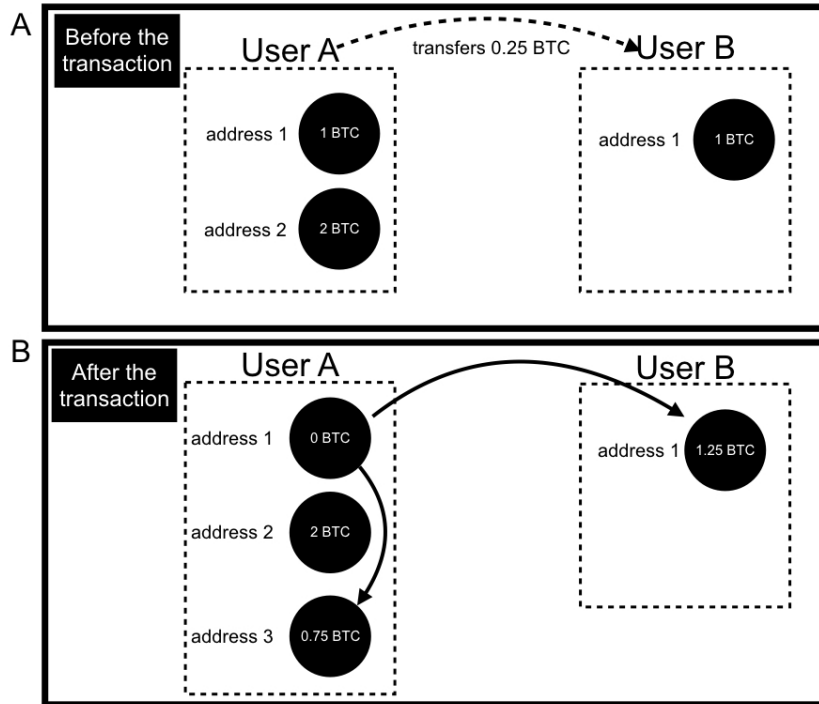 A
Before the
transaction
User A
transfers 0.25 BTC
User B
address 1
1 BTC
address 2
2 BTC
address 1
1 BTC
B
After the
transaction
User A
User B
address 1
0 BTC
address 2
2 BTC
address 3
0.75 BTC
address 1
1.25 BTC